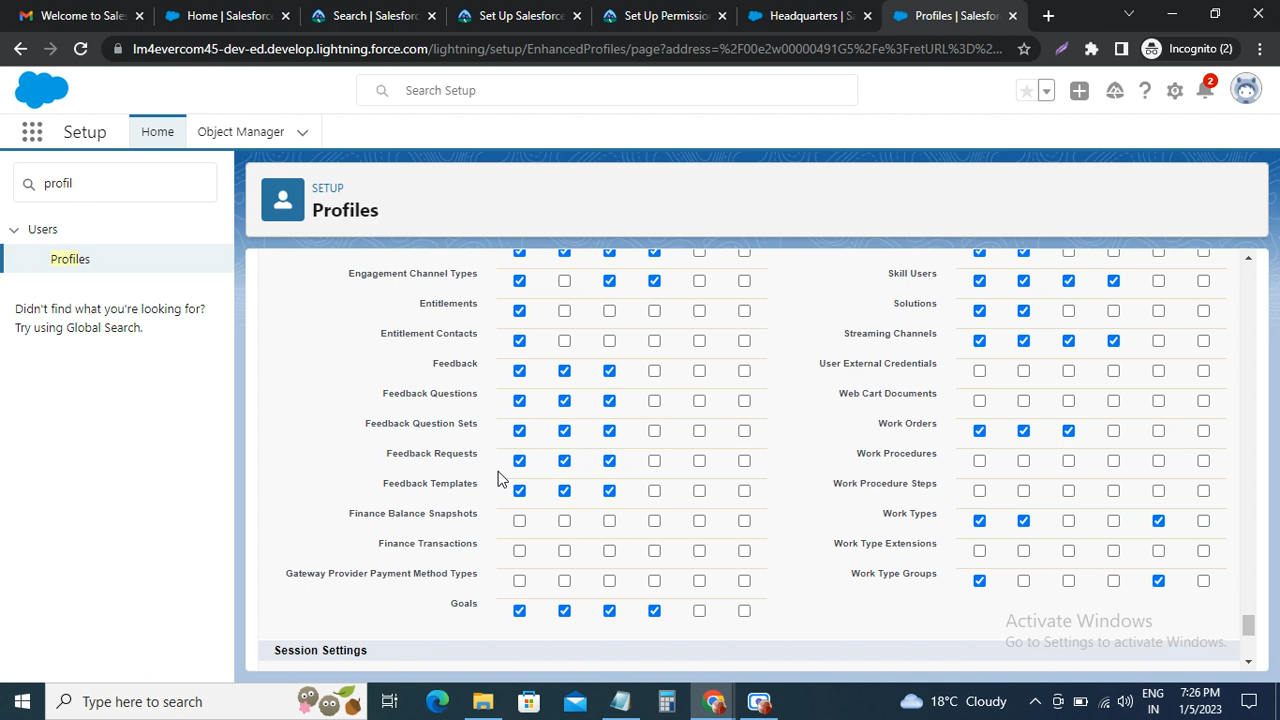 Welcome to Sales
Home | Salesforc
Search | Salesforc
Set Up Salesforc
Set Up Permissio
Headquarters | Sa
Profiles | Salesfor
lm4evercom45-dev-ed.develop.lightning.force.com/lightning/setup/EnhancedProfiles/page?address=%2F00e2w00000491G5%2Fe%3FretURL%3D%2...
Incognito (2)
Search Setup
2
Setup
Home
Object Manager
profil
Users
Profiles
Didn't find what you're looking for?
Try using Global Search.
SETUP
Profiles
Engagement Channel Types
Skill Users
Entitlements
Solutions
Entitlement Contacts
Streaming Channels
Feedback
User External Credentials
Feedback Questions
Web Cart Documents
Feedback Question Sets
Work Orders
Feedback Requests
Work Procedures
Feedback Templates
Work Procedure Steps
Finance Balance Snapshots
Work Types
Finance Transactions
Work Type Extensions
Gateway Provider Payment Method Types
Work Type Groups
Goals
Session Settings
Activate Windows
Go to Settings to activate Windows.
Type here to search
18°C Cloudy
ENG
IN
7:26 PM
1/5/2023